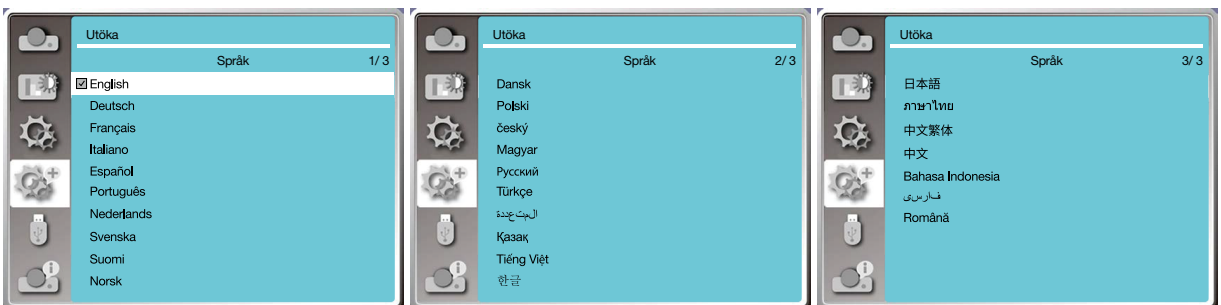 Utöka
Språk 1/ 3
English
Deutsch
Français
Italiano
Español
Português
Nederlands
Svenska
Suomi
Norsk
Utöka
Språk 2/ 3
Dansk
Polski
český
Magyar
Русский
Türkçe
المتعددة
Қазақ
Tiếng Việt
한글
Utöka
Språk 3/ 3
日本語
ภาษาไทย
中文繁体
中文
Bahasa Indonesia
فارسی
Română